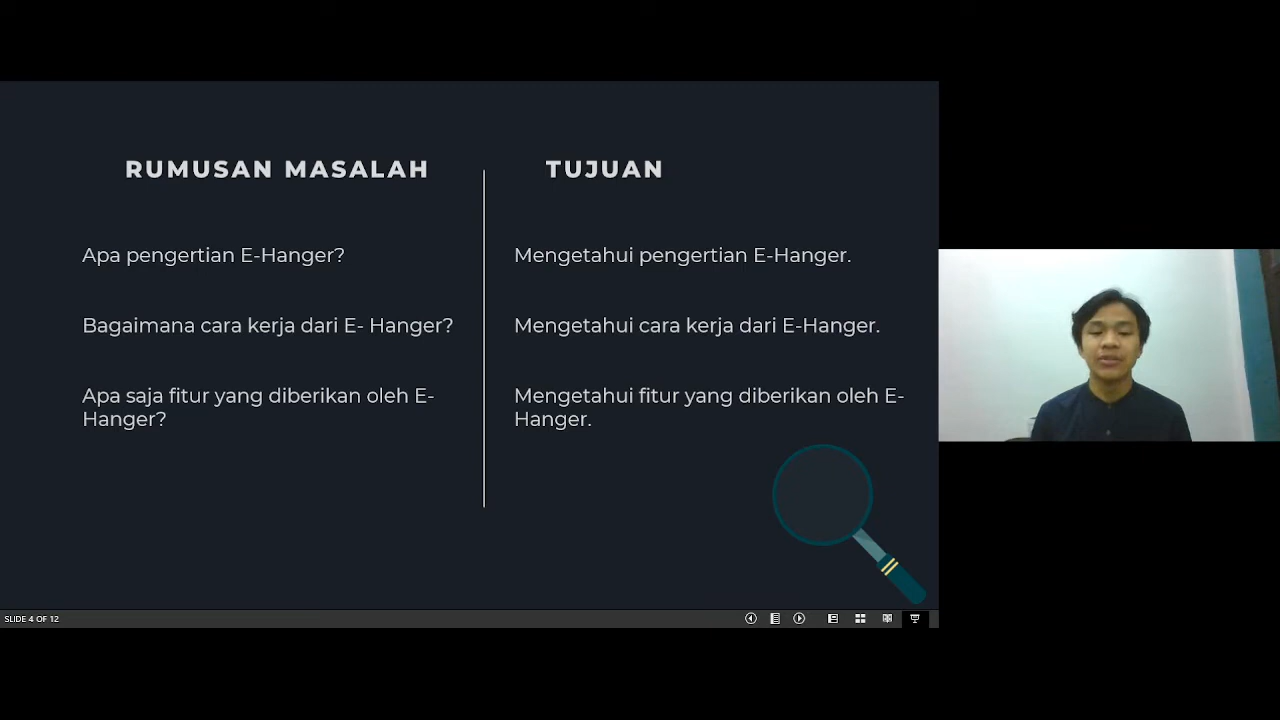 RUMUSAN MASALAH
Apa pengertian E-Hanger?
Bagaimana cara kerja dari E- Hanger?
Apa saja fitur yang diberikan oleh E-
Hanger?
TUJUAN
Mengetahui pengertian E-Hanger.
Mengetahui cara kerja dari E-Hanger.
Mengetahui fitur yang diberikan oleh E-
Hanger.
SLIDE 4 OF 12